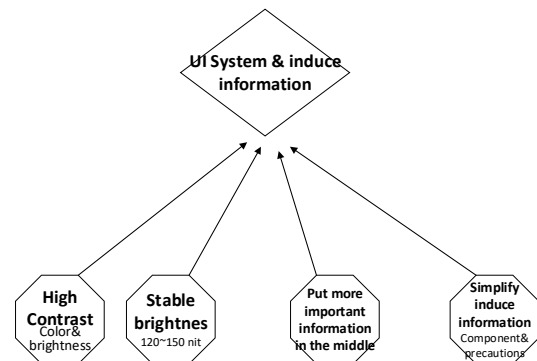 UI System & induce
information
High
Contrast
Color&
brightness
Stable
brightnes
120~150 nit
Put more
important
information
in the middle
Simplify
induce
information
Component&
precautions